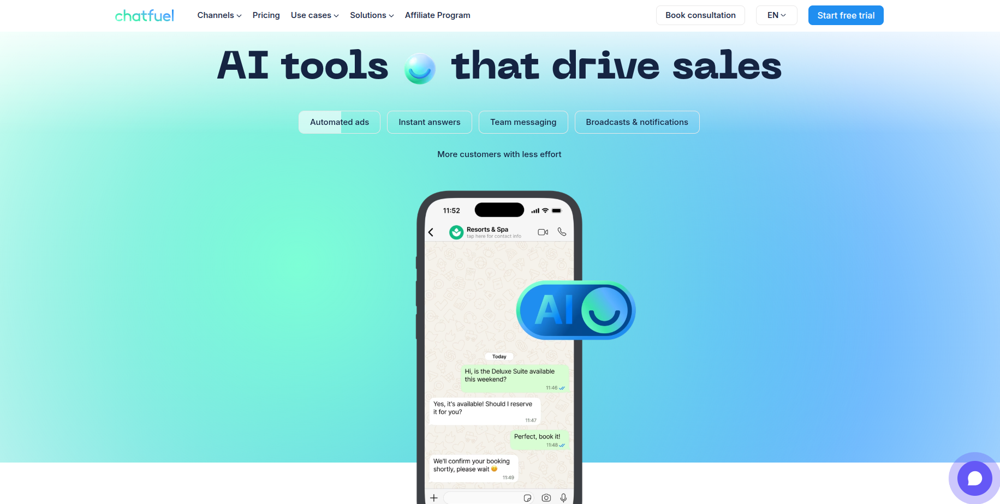 chatfuel
Channels
Pricing
Use cases
Solutions
Affiliate Program
Book consultation
EN
Start free trial
AI tools that drive sales
Automated ads
Instant answers
Team messaging
Broadcasts & notifications
More customers with less effort
11:52
Resorts & Spa
tap here for contact info
AI
Today
Hi, is the Deluxe Suite available
this weekend?
11:46
Yes, it's available! Should I reserve
it for you?
11:47
Perfect, book it!
11:48
We'll confirm your booking
shortly, please wait 😊
11:49